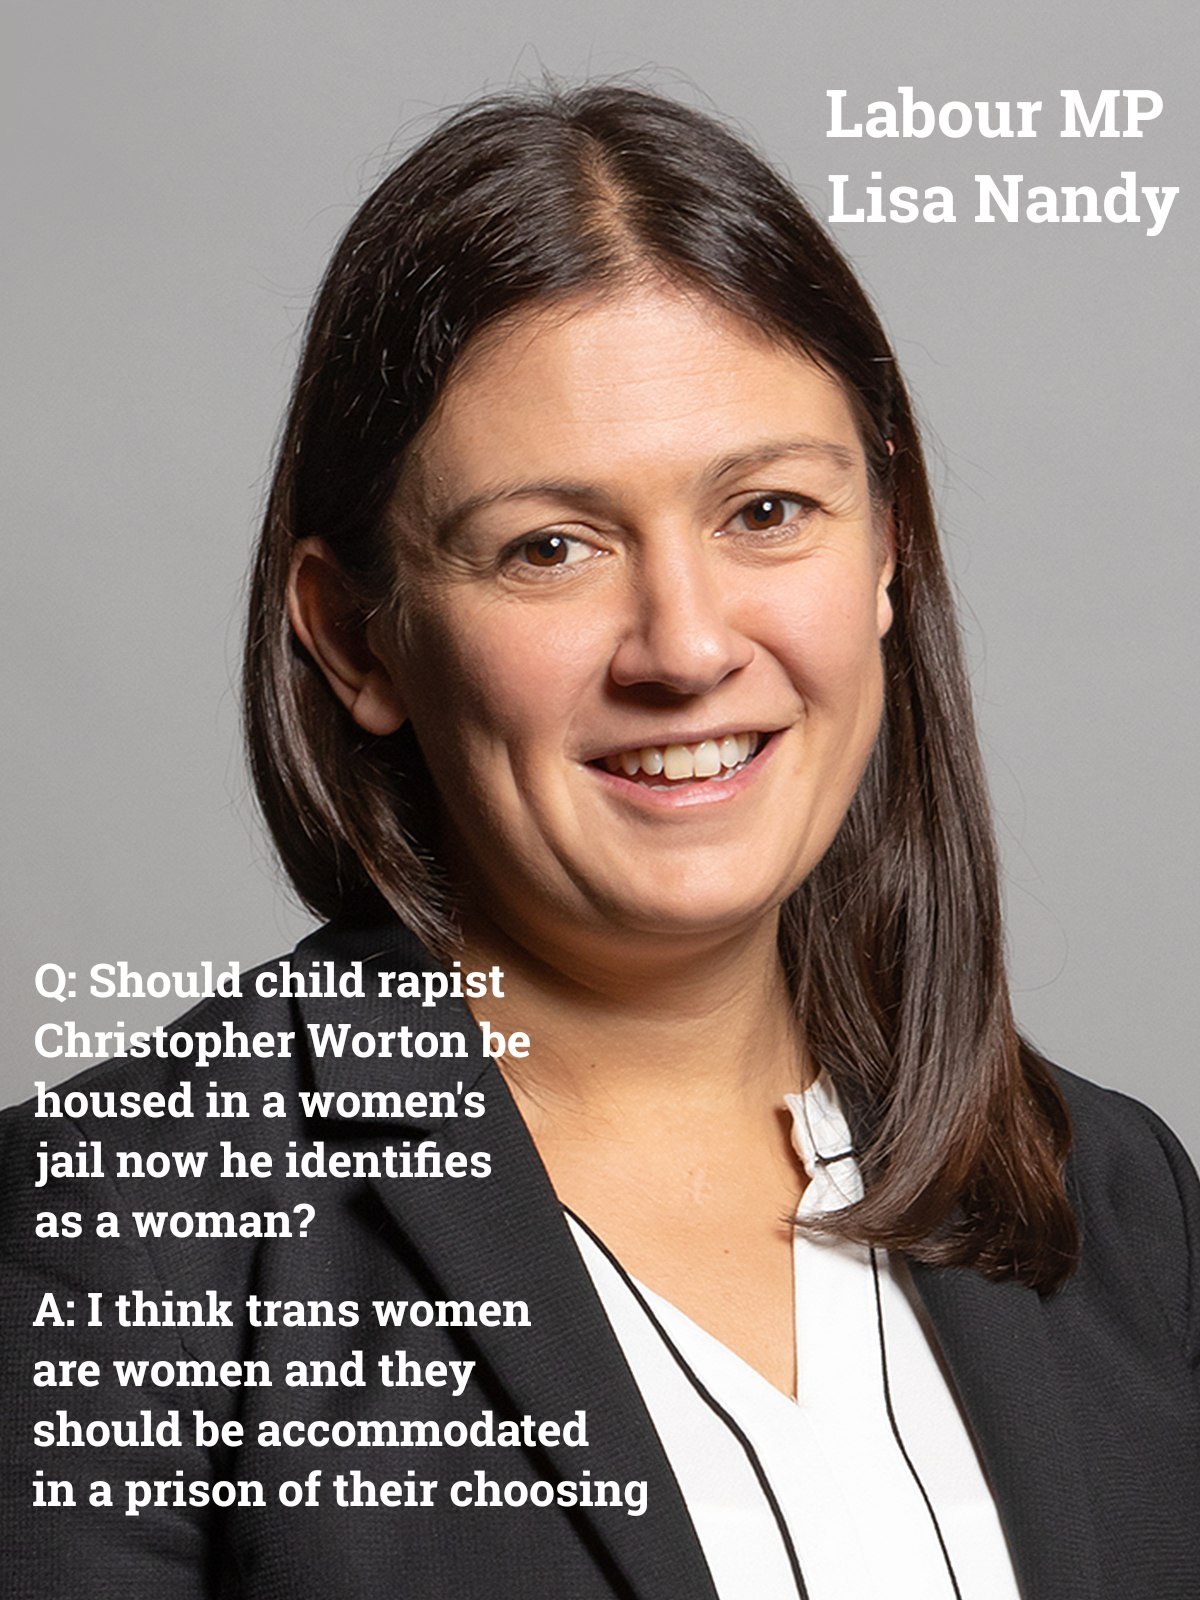 Labour MP
Lisa Nandy
Q: Should child rapist
Christopher Worton be
housed in a women's
jail now he identifies
as a woman?
A: I think trans women
are women and they
should be accommodated
in a prison of their choosing